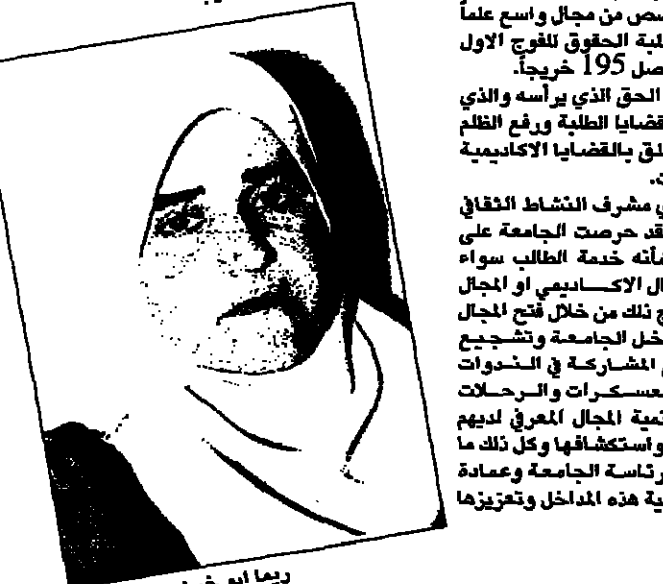 سص من مجال واسع علماً
لبة الحقوق للفوج الاول
صل 195 خريجاً.
الحق الذي يرأسه والذي
قضايا الطلبة ورفع الظلم
لق بالقضايا الاكاديمية
ت.
ي مشرف النشاط الثقافي
قد حرصت الجامعة على
شأنه خدمة الطالب سواء
ال الاكاديمي او المجال
ج ذلك من خلال فتح المجال
خل الجامعة وتشجيع
م المشاركة في الندوات
عسكرات والرحلات
نمية المجال المعرفي لديهم
واستكشافها وكل ذلك ما
رئاسة الجامعة وعمادة
ية هذه المداخل وتعزيزها
ريما ابو